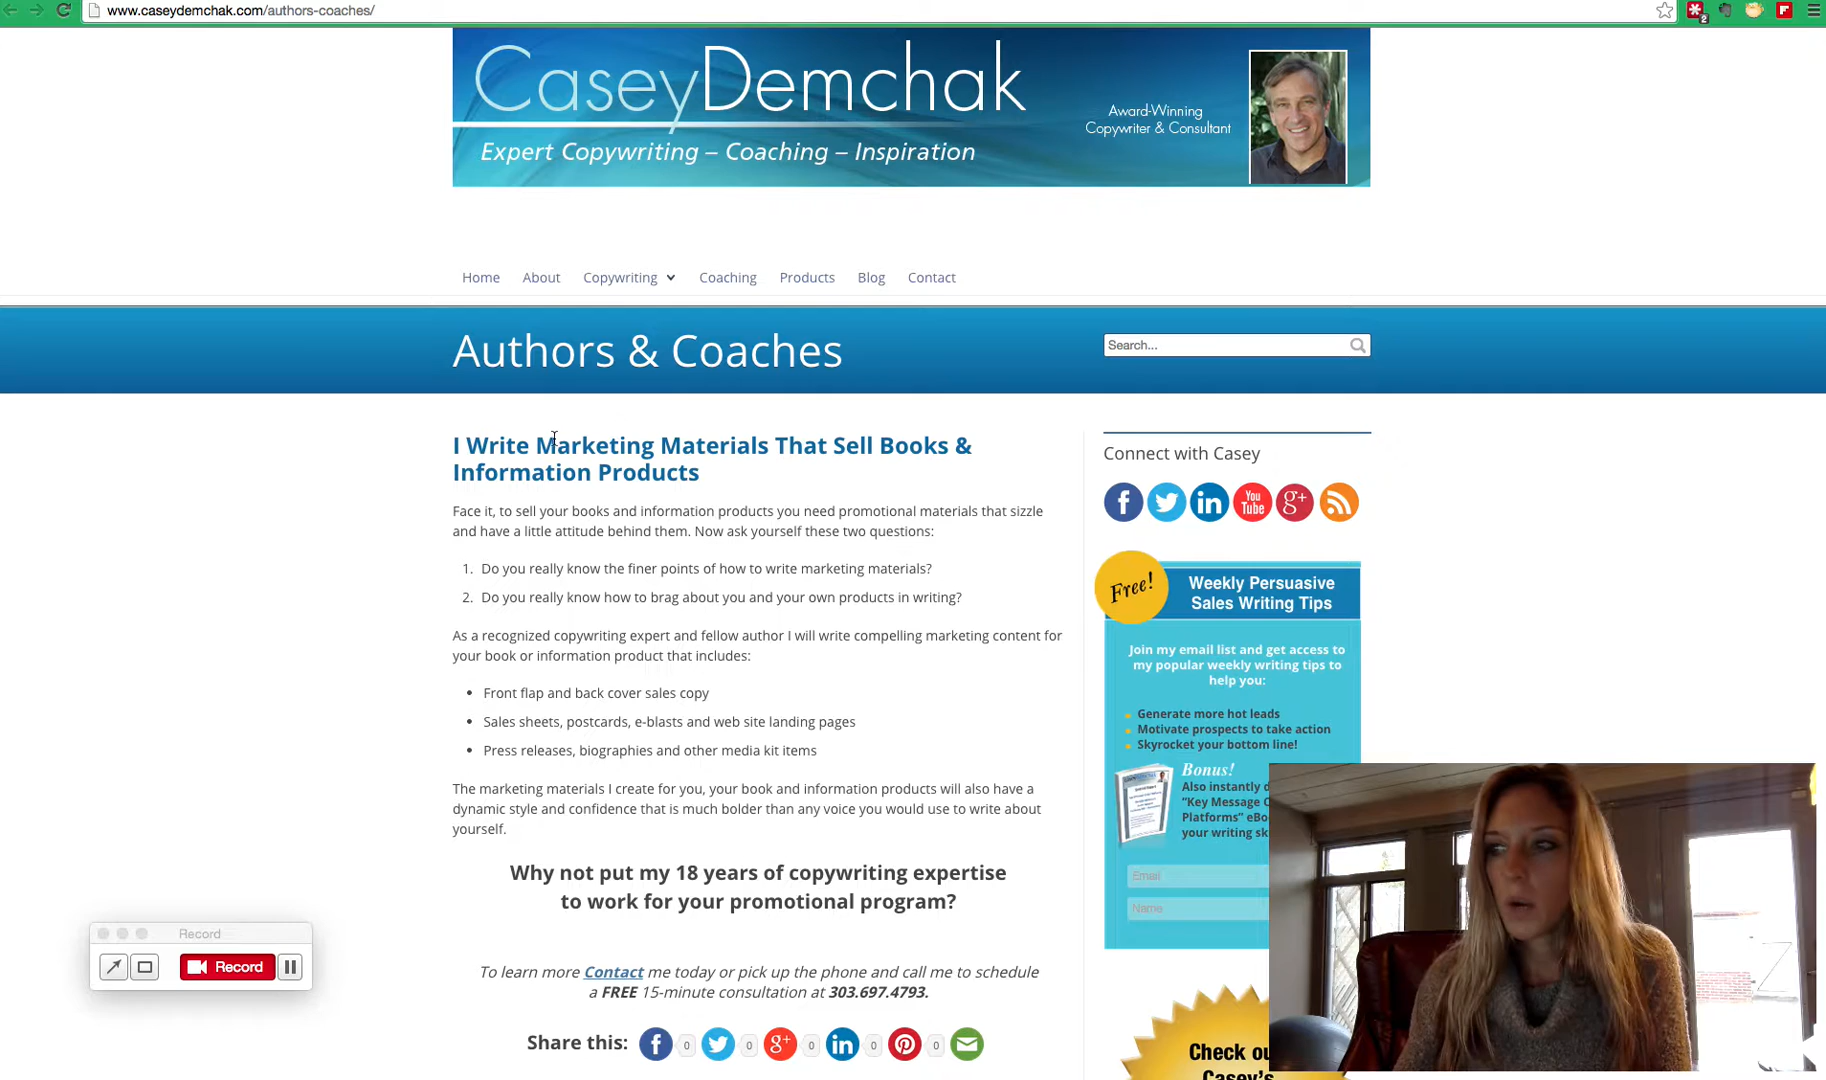 www.caseydemchak.com/authors-coaches/
2
CaseyDemchak
Expert Copywriting – Coaching – Inspiration
Award-Winning
Copywriter & Consultant
Home About Copywriting Coaching Products Blog Contact
Authors & Coaches
Search...
I Write Marketing Materials That Sell Books &
Information Products
Face it, to sell your books and information products you need promotional materials that sizzle
and have a little attitude behind them. Now ask yourself these two questions:
1. Do you really know the finer points of how to write marketing materials?
2. Do you really know how to brag about you and your own products in writing?
As a recognized copywriting expert and fellow author I will write compelling marketing content for
your book or information product that includes:
• Front flap and back cover sales copy
• Sales sheets, postcards, e-blasts and web site landing pages
• Press releases, biographies and other media kit items
The marketing materials I create for you, your book and information products will also have a
dynamic style and confidence that is much bolder than any voice you would use to write about
yourself.
Why not put my 18 years of copywriting expertise
to work for your promotional program?
To learn more Contact me today or pick up the phone and call me to schedule
a FREE 15-minute consultation at 303.697.4793.
Share this: 0 0 0 0 0
Connect with Casey
You
Tube
Free!
Weekly Persuasive
Sales Writing Tips
Join my email list and get access to
my popular weekly writing tips to
help you:
Generate more hot leads
Motivate prospects to take action
Skyrocket your bottom line!
Bonus!
Also instantly d
"Key Message C
Platforms" eBo
your writing sk
Email
Name
Check ou
Casey's
Record
Record